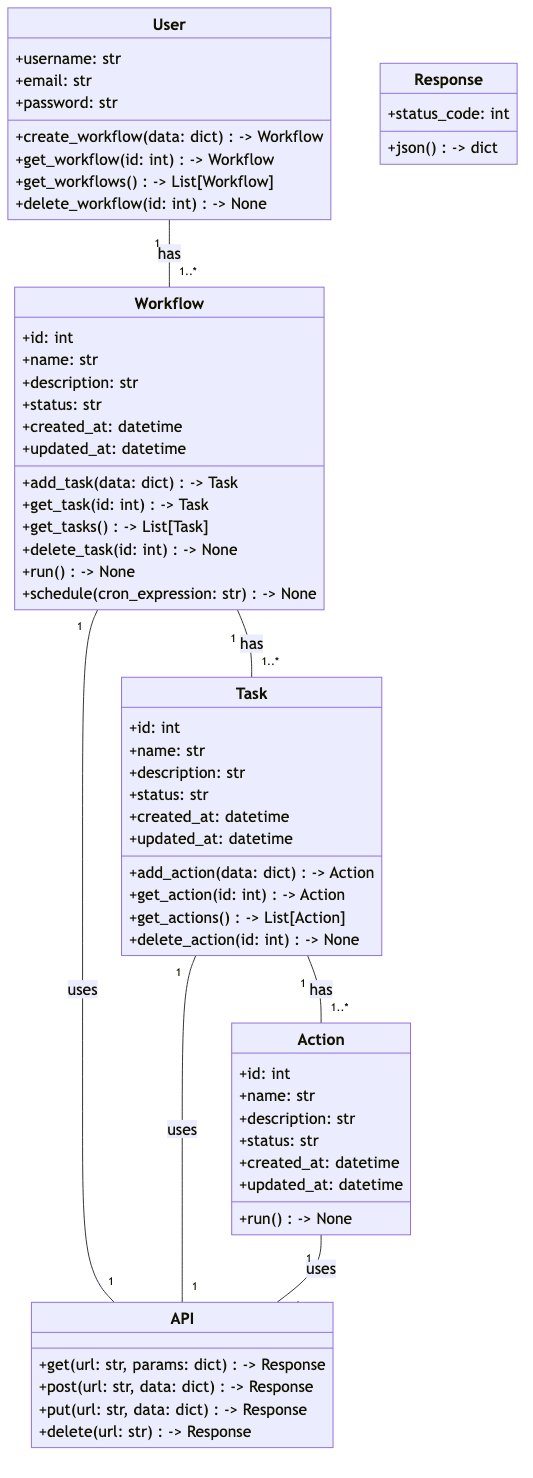 User
+username: str
+email: str
+password: str
+create_workflow(data: dict) : -> Workflow
+get_workflow(id: int) : -> Workflow
+get_workflows() : -> List[Workflow]
+delete_workflow(id: int) : -> None
Response
+status_code: int
+json() : -> dict
1
has
1..*
Workflow
+id: int
+name: str
+description: str
+status: str
+created_at: datetime
+updated_at: datetime
+add_task(data: dict) : -> Task
+get_task(id: int) : -> Task
+get_tasks() : -> List[Task]
+delete_task(id: int) : -> None
+run() : -> None
+schedule(cron_expression: str) : -> None
1
1
has
1..*
Task
+id: int
+name: str
+description: str
+status: str
+created_at: datetime
+updated_at: datetime
+add_action(data: dict) : -> Action
+get_action(id: int) : -> Action
+get_actions() : -> List[Action]
+delete_action(id: int) : -> None
1
1
uses
has
1..*
Action
+id: int
+name: str
+description: str
+status: str
+created_at: datetime
+updated_at: datetime
+run() : -> None
uses
1
uses
1
1
API
+get(url: str, params: dict) : -> Response
+post(url: str, data: dict) : -> Response
+put(url: str, data: dict) : -> Response
+delete(url: str) : -> Response